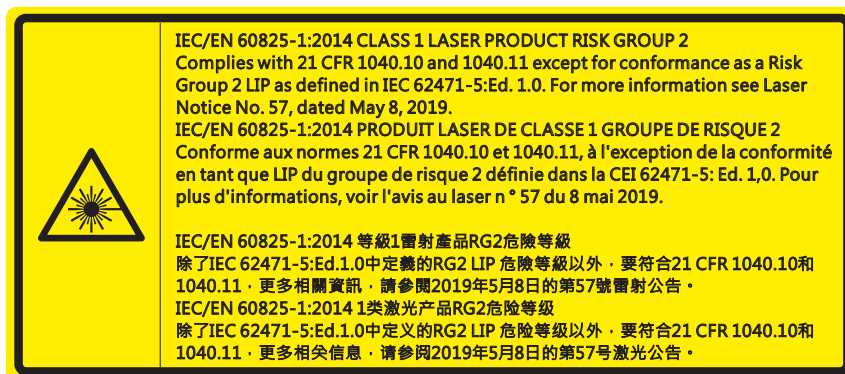 IEC/EN 60825-1:2014 CLASS 1 LASER PRODUCT RISK GROUP 2
Complies with 21 CFR 1040.10 and 1040.11 except for conformance as a Risk
Group 2 LIP as defined in IEC 62471-5:Ed. 1.0. For more information see Laser
Notice No. 57, dated May 8, 2019.
IEC/EN 60825-1:2014 PRODUIT LASER DE CLASSE 1 GROUPE DE RISQUE 2
Conforme aux normes 21 CFR 1040.10 et 1040.11, à l'exception de la conformité
en tant que LIP du groupe de risque 2 définie dans la CEI 62471-5: Ed. 1,0. Pour
plus d'informations, voir l'avis au laser n ° 57 du 8 mai 2019.
IEC/EN 60825-1:2014 等級1雷射產品RG2危險等級
除了IEC 62471-5:Ed.1.0中定義的RG2 LIP 危險等級以外，要符合21 CFR 1040.10和
1040.11，更多相關資訊，請參閱2019年5月8日的第57號雷射公告。
IEC/EN 60825-1:2014 1类激光产品RG2危险等级
除了IEC 62471-5:Ed.1.0中定义的RG2 LIP 危险等级以外，要符合21 CFR 1040.10和
1040.11，更多相关信息，请参阅2019年5月8日的第57号激光公告。